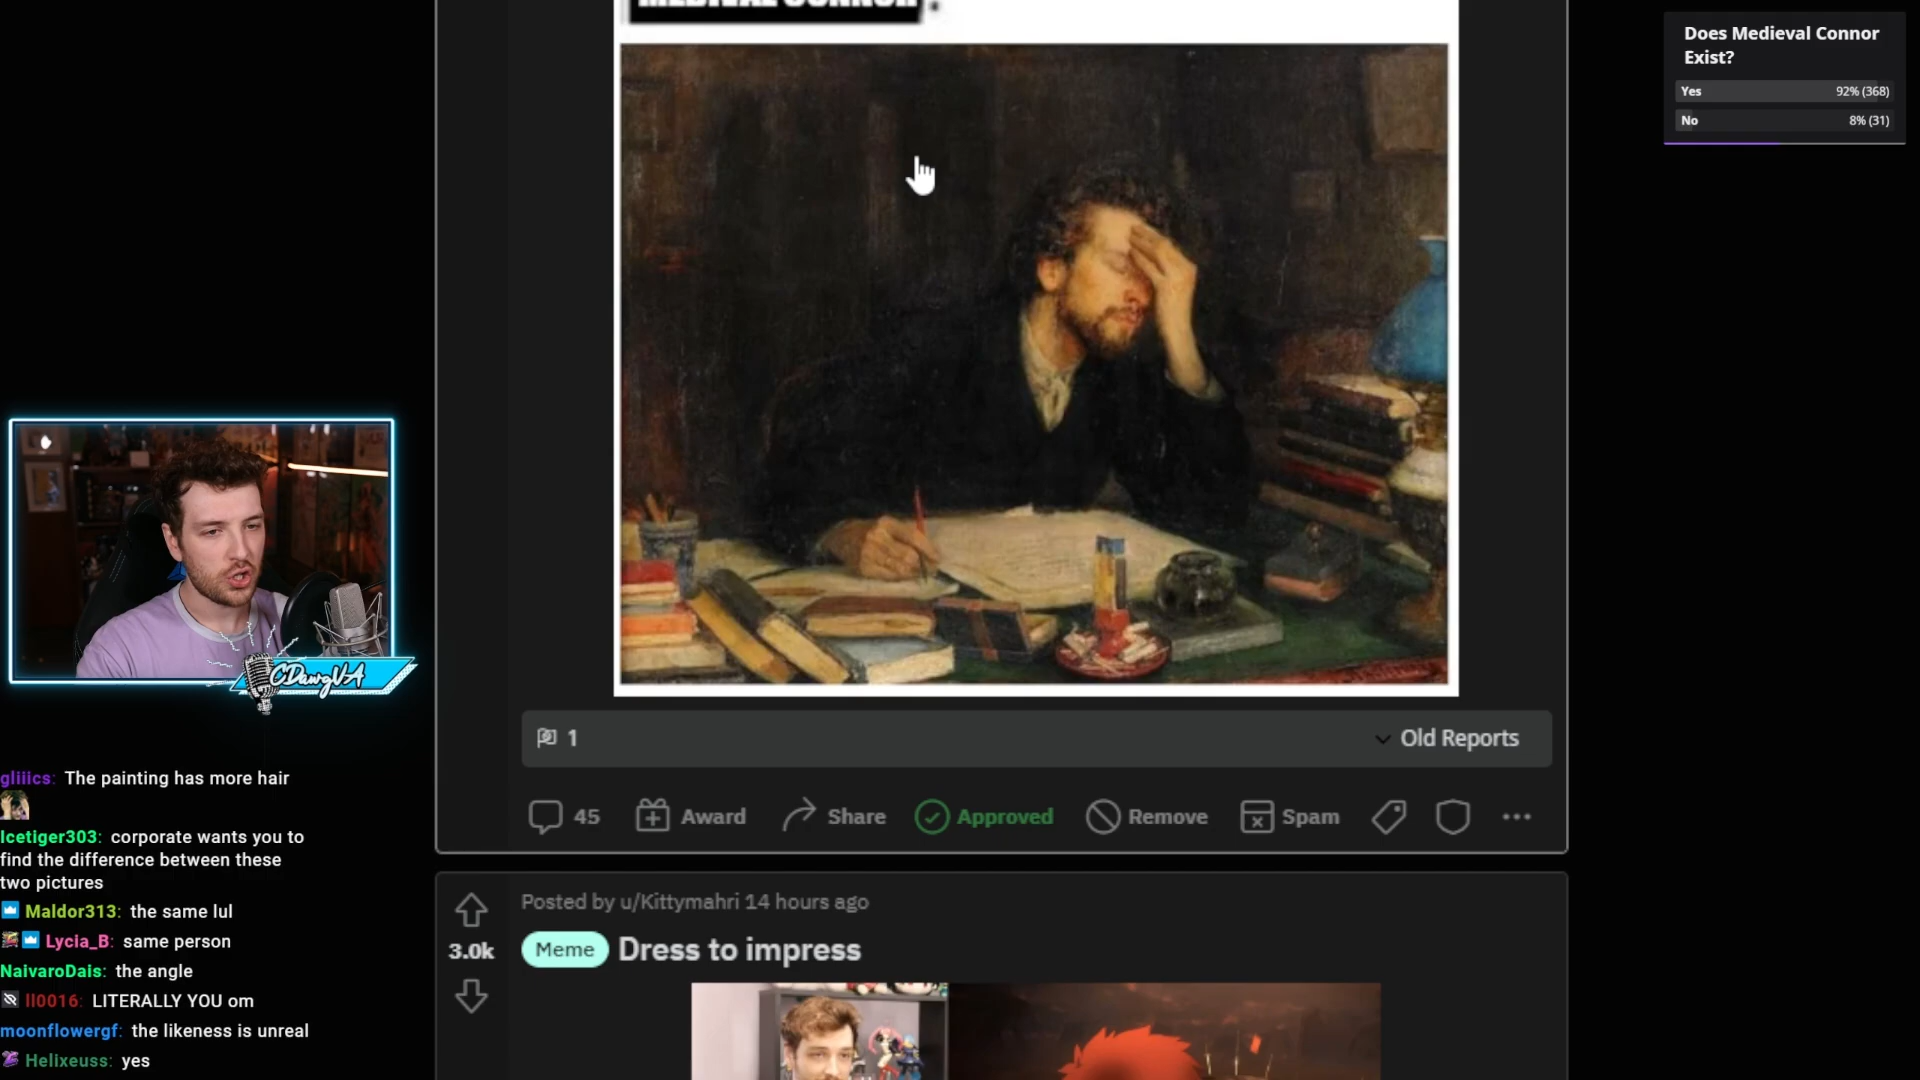 MEDIEVAL CONNOR.
Does Medieval Connor
Exist?
Yes 92% (368)
No 8% (31)
CDawgVA
gliiics: The painting has more hair
Icetiger303: corporate wants you to
find the difference between these
two pictures
Maldor313: the same lul
Lycia_B: same person
NaivaroDais: the angle
ll0016: LITERALLY YOU om
moonflowergf: the likeness is unreal
Helixeuss: yes
1
Old Reports
45 Award Share Approved Remove Spam
Posted by u/Kittymahri 14 hours ago
3.0k
Meme Dress to impress